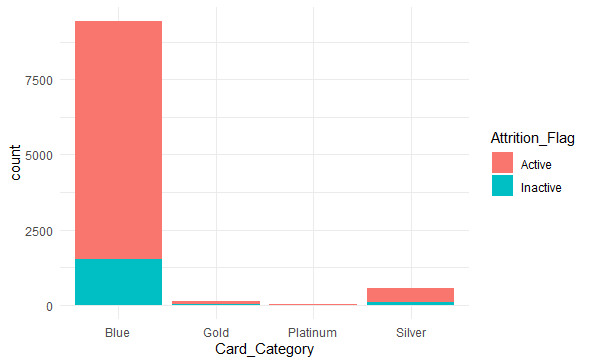 7500
5000
2500
0
count
Blue
Gold
Platinum
Silver
Card_Category
Attrition_Flag
Active
Inactive